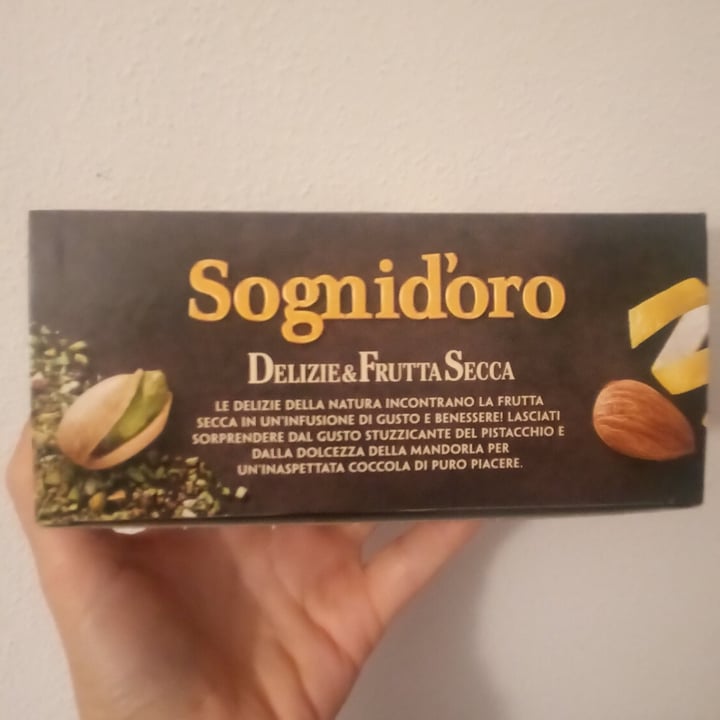 Sognid'oro
DELIZIE & FRUTTA SECCA
LE DELIZIE DELLA NATURA INCONTRANO LA FRUTTA
SECCA IN UN'INFUSIONE DI GUSTO E BENESSERE! LASCIATI
SORPRENDERE DAL GUSTO STUZZICANTE DEL PISTACCHIO E
DALLA DOLCEZZA DELLA MANDORLA PER
UN'INASPETTATA COCCOLA DI PURO PIACERE.